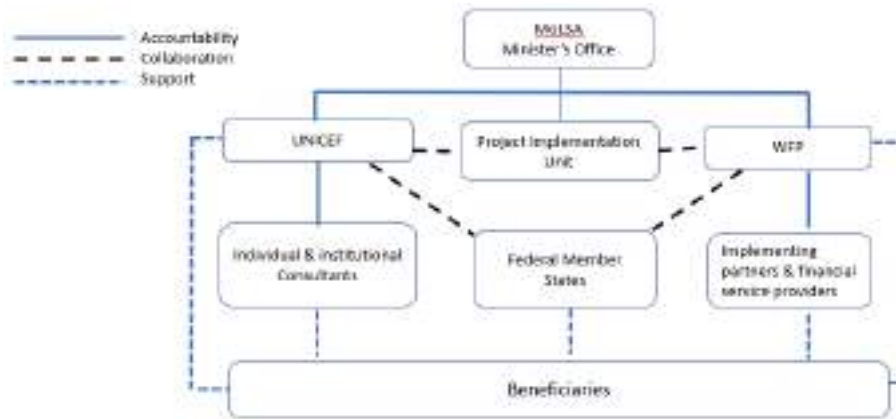 Accountability
Collaboration
Support
MoLSA
Minister's Office
UNICEF
Project Implementation
Unit
WFP
Individual & institutional
Consultants
Federal Member
States
Implementing
partners & financial
service providers
Beneficiaries